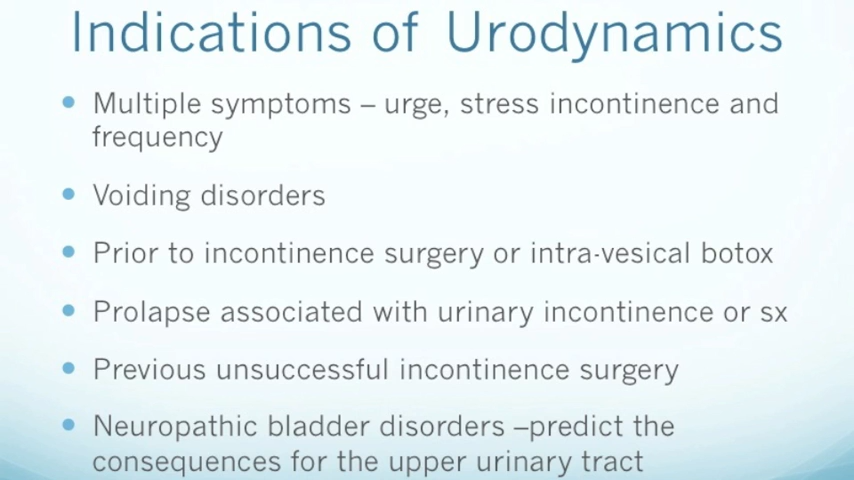 Indications of Urodynamics
• Multiple symptoms – urge, stress incontinence and
frequency
• Voiding disorders
• Prior to incontinence surgery or intra-vesical botox
• Prolapse associated with urinary incontinence or sx
• Previous unsuccessful incontinence surgery
• Neuropathic bladder disorders –predict the
consequences for the upper urinary tract